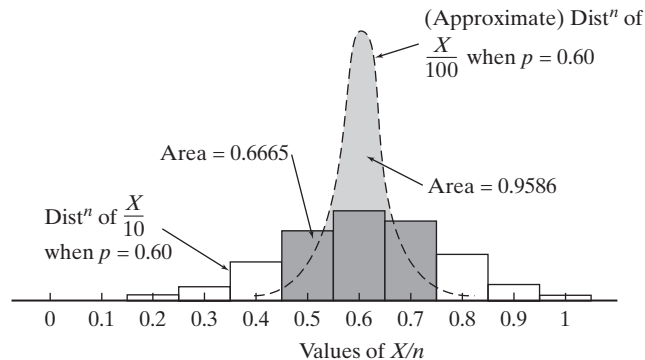 (Approximate) Distⁿ of
X/100 when p = 0.60
Area = 0.6665
Area = 0.9586
Distⁿ of X/10
when p = 0.60
0 0.1 0.2 0.3 0.4 0.5 0.6 0.7 0.8 0.9 1
Values of X/n